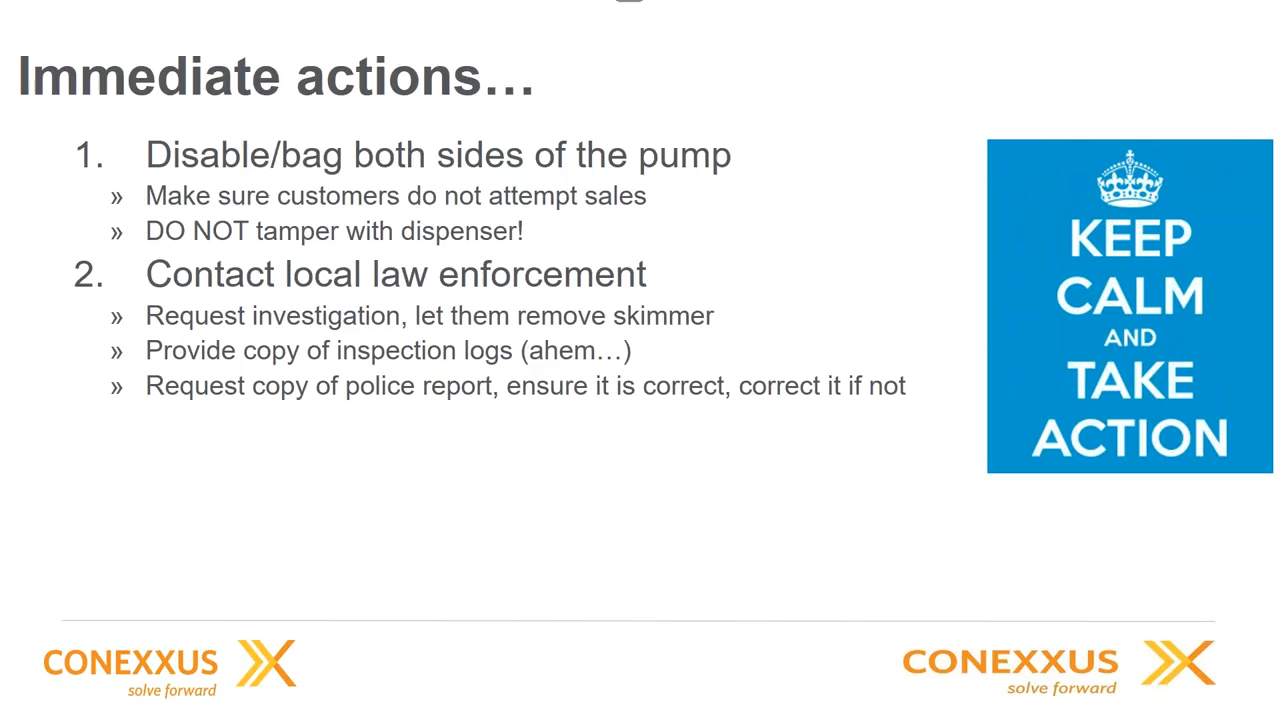 Immediate actions…
1. Disable/bag both sides of the pump
» Make sure customers do not attempt sales
» DO NOT tamper with dispenser!
2. Contact local law enforcement
» Request investigation, let them remove skimmer
» Provide copy of inspection logs (ahem…)
» Request copy of police report, ensure it is correct, correct it if not
KEEP
CALM
AND
TAKE
ACTION
CONEXXUS
solve forward
CONEXXUS
solve forward